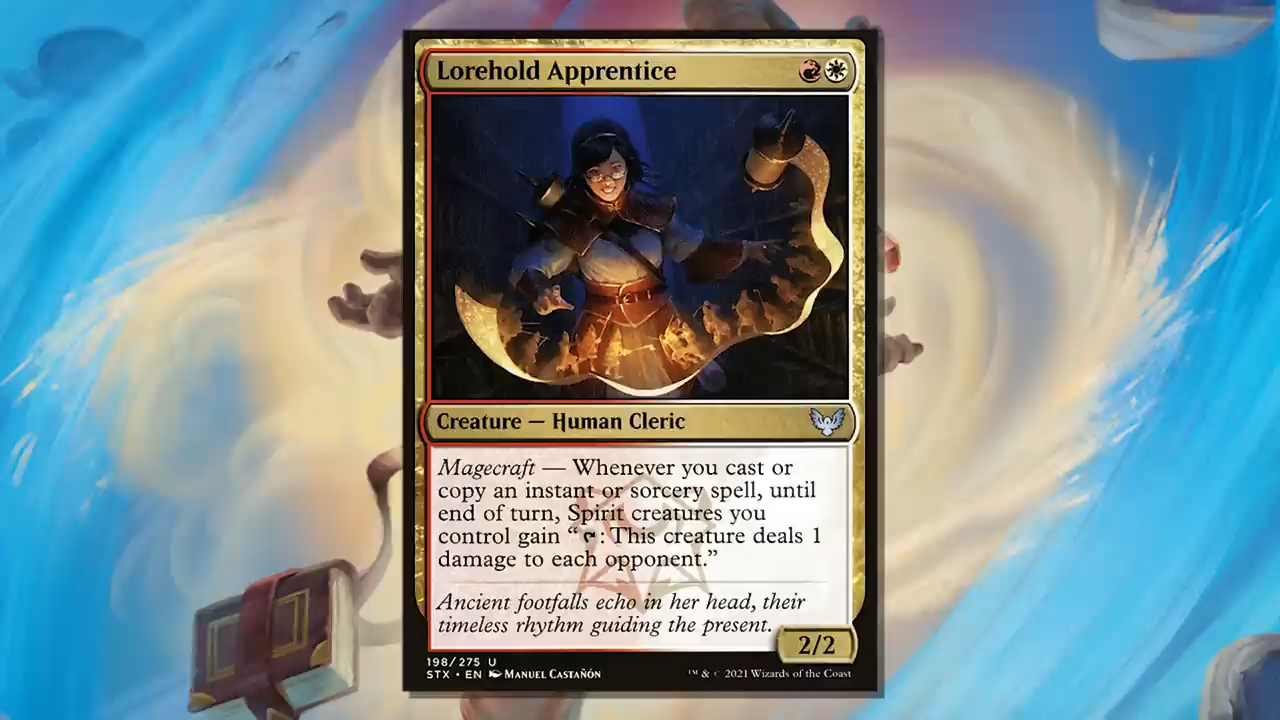 Lorehold Apprentice
Creature — Human Cleric
Magecraft — Whenever you cast or
copy an instant or sorcery spell, until
end of turn, Spirit creatures you
control gain “ : This creature deals 1
damage to each opponent.”
Ancient footfalls echo in her head, their
timeless rhythm guiding the present.
2/2
198/275 U
STX • EN Manuel Castañón
™ & © 2021 Wizards of the Coast